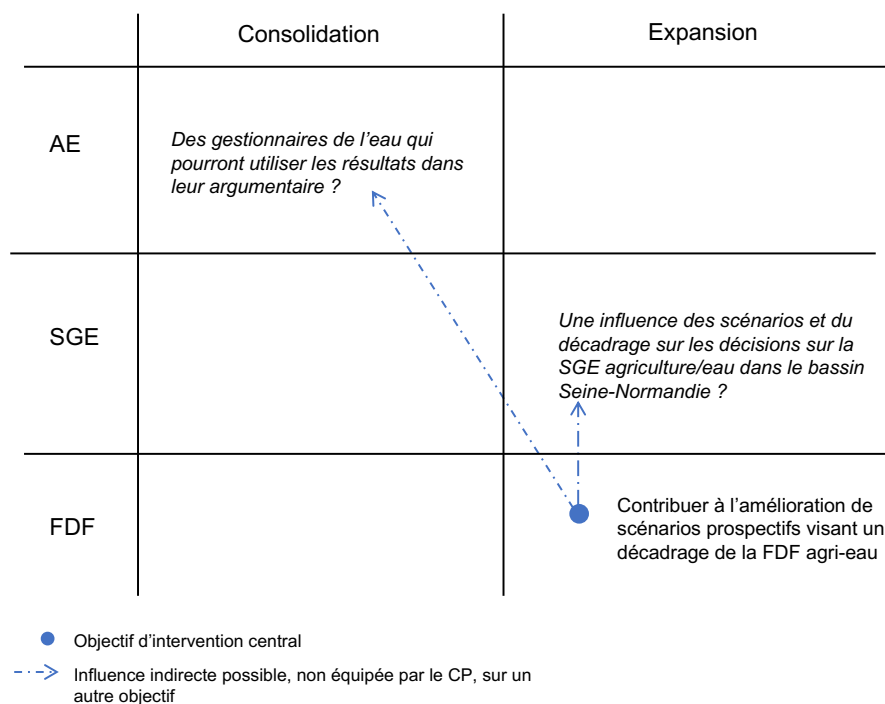 Consolidation
Expansion
AE
Des gestionnaires de l’eau qui
pourront utiliser les résultats dans
leur argumentaire ?
SGE
Une influence des scénarios et du
décadrage sur les décisions sur la
SGE agriculture/eau dans le bassin
Seine-Normandie ?
FDF
Contribuer à l’amélioration de
scénarios prospectifs visant un
décadrage de la FDF agri-eau
Objectif d’intervention central
Influence indirecte possible, non équipée par le CP, sur un
autre objectif